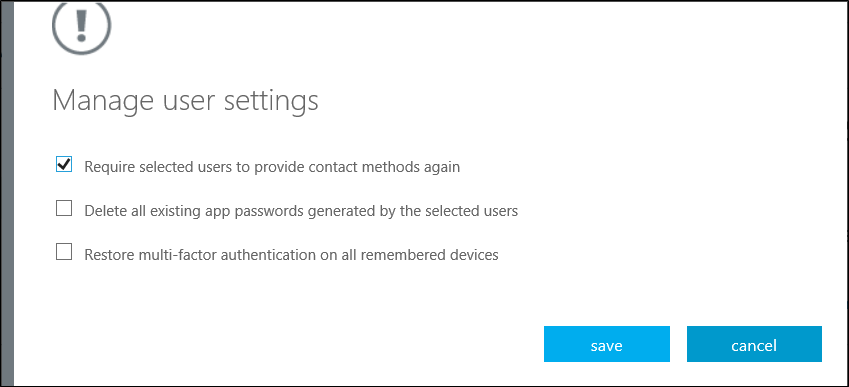 Manage user settings
Require selected users to provide contact methods again
Delete all existing app passwords generated by the selected users
Restore multi-factor authentication on all remembered devices
save cancel